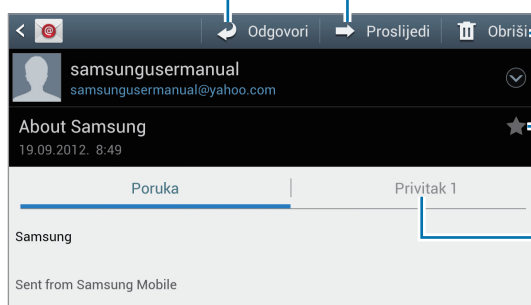 Odgovori Proslijedi Obriši
samsungusermanual
samsungusermanual@yahoo.com
About Samsung
19.09.2012. 8:49
Poruka Privitak 1
Samsung
Sent from Samsung Mobile